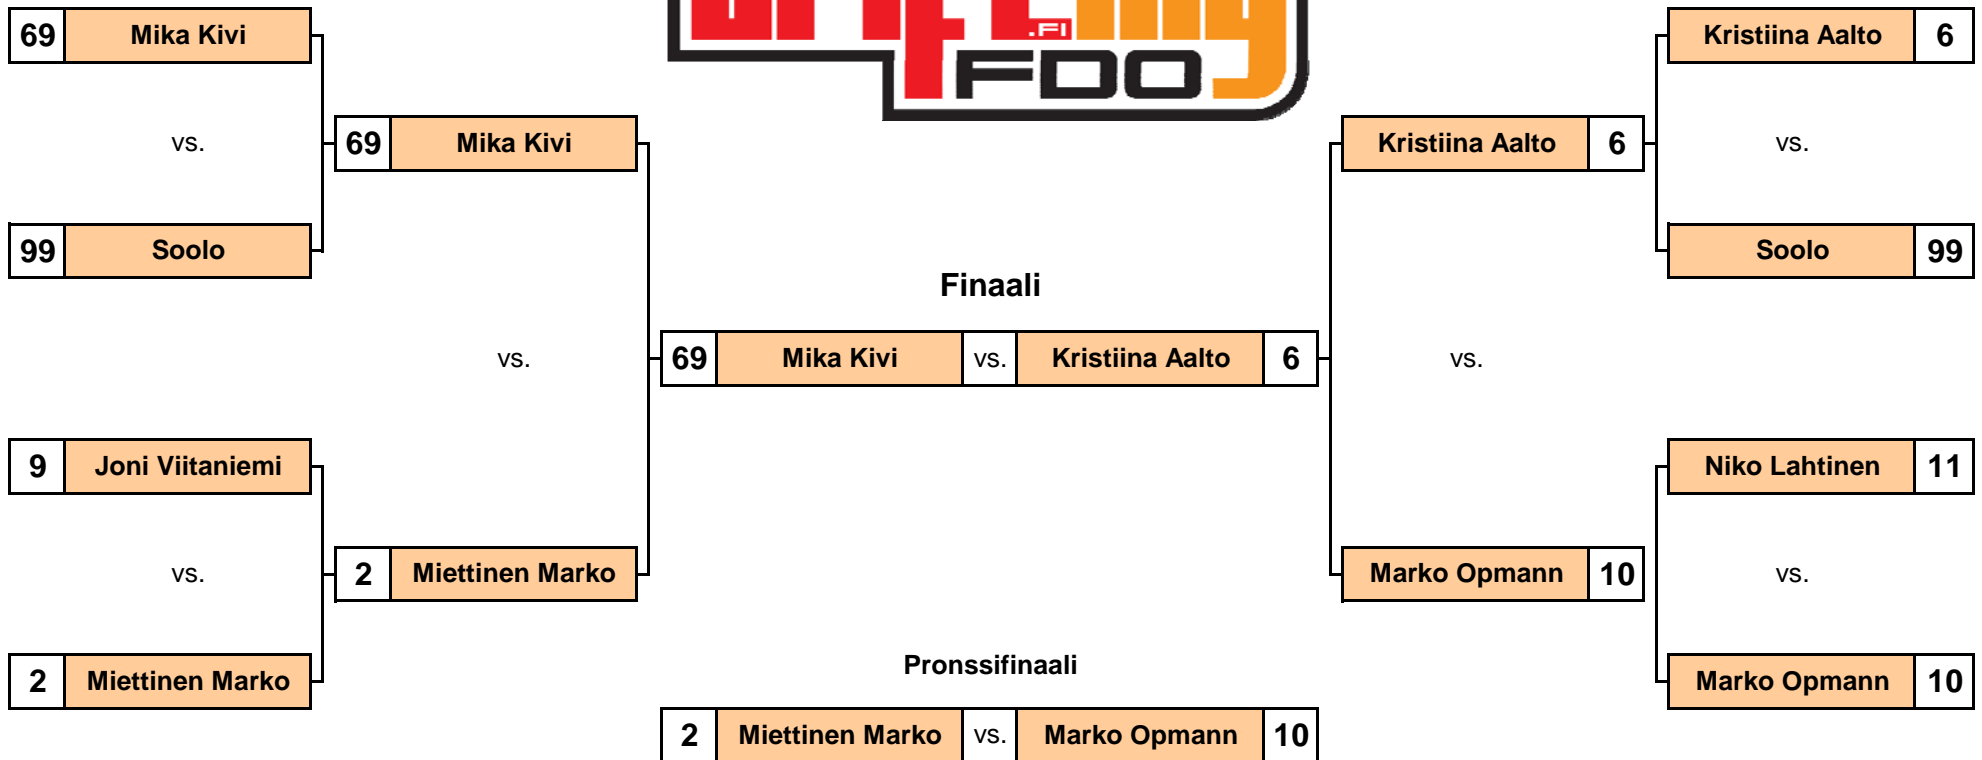 .FI
FDO
69 Mika Kivi
Kristiina Aalto 6
vs.
69 Mika Kivi
Kristiina Aalto 6
vs.
99 Soolo
Soolo 99
Finaali
vs.
69 Mika Kivi vs. Kristiina Aalto 6
vs.
9 Joni Viitaniemi
Niko Lahtinen 11
vs.
2 Miettinen Marko
Marko Opmann 10
vs.
2 Miettinen Marko
Pronssifinaali
Marko Opmann 10
2 Miettinen Marko vs. Marko Opmann 10